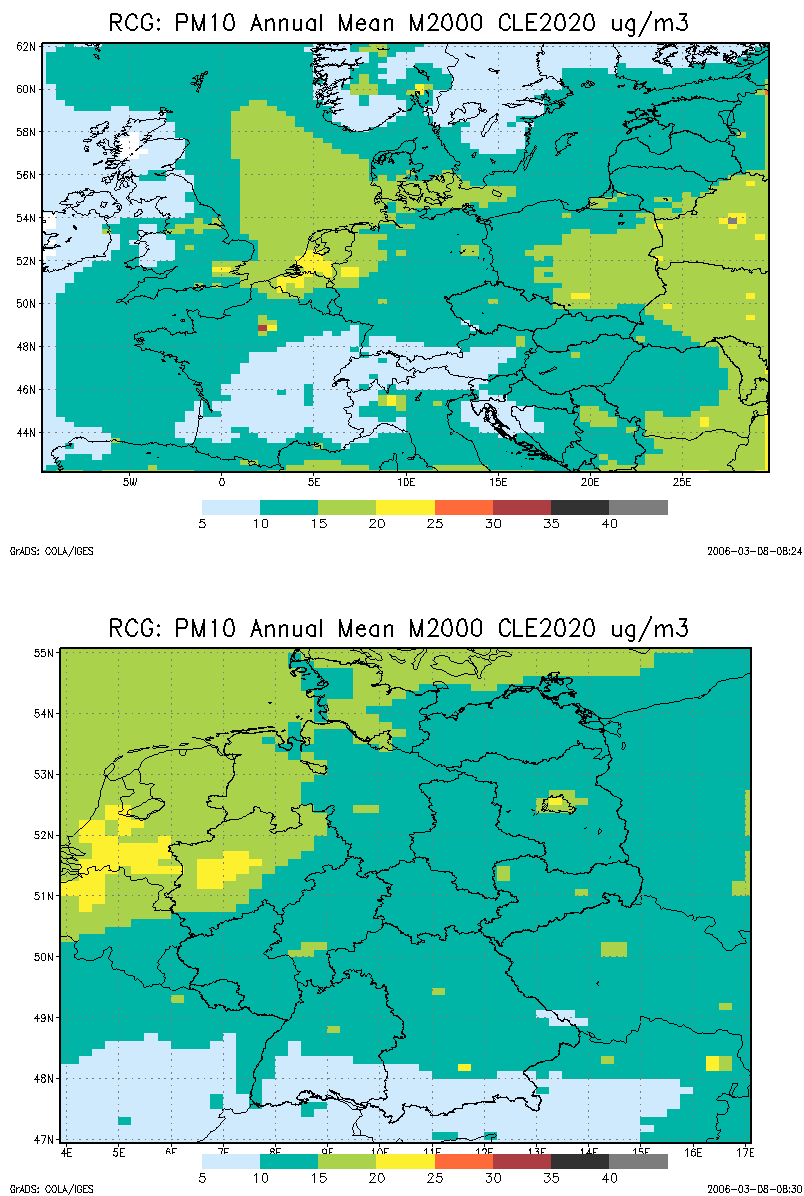 RCG: PM10 Annual Mean M2000 CLE2020 ug/m3
62N
60N
58N
56N
54N
52N
50N
48N
46N
44N
5W 0 5E 10E 15E 20E 25E
5 10 15 20 25 30 35 40
GrADS: COLA/IGES 2006-03-08-08:24
RCG: PM10 Annual Mean M2000 CLE2020 ug/m3
55N
54N
53N
52N
51N
50N
49N
48N
47N
4E 5E 6E 7E 8E 9E 10E 11E 12E 13E 14E 15E 16E 17E
5 10 15 20 25 30 35 40
GrADS: COLA/IGES 2006-03-08-08:30